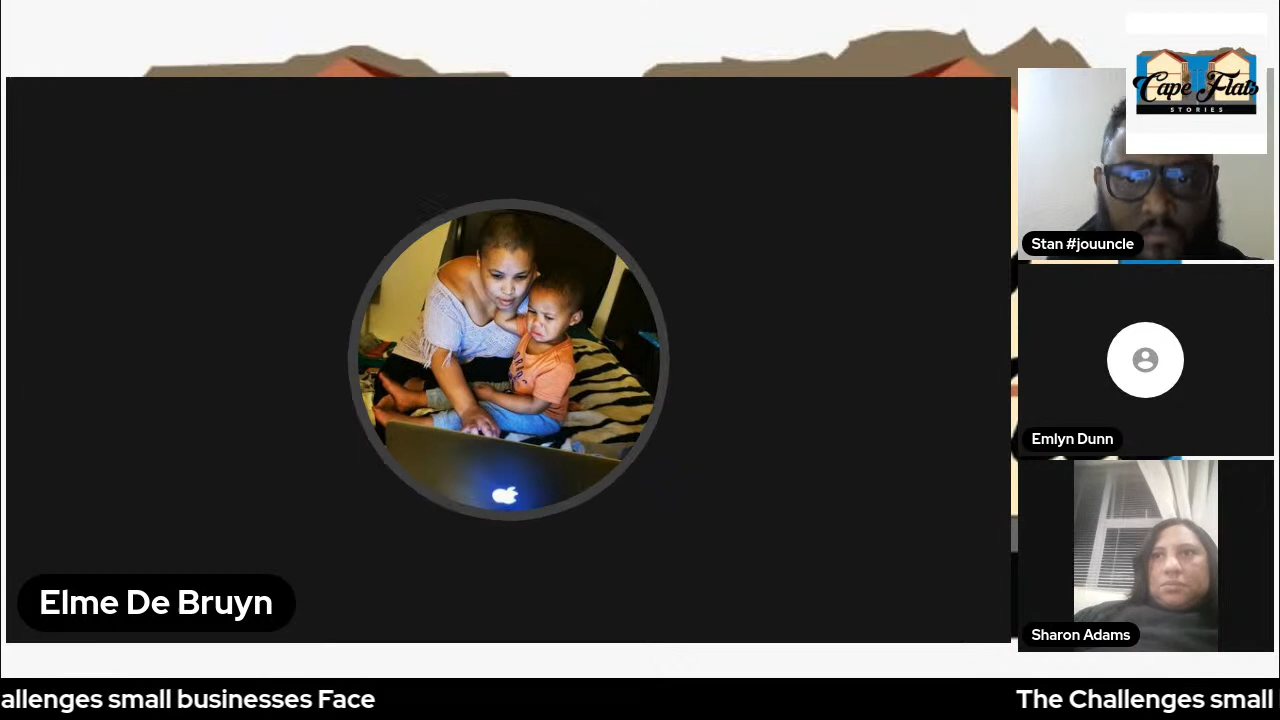 Cape Flats
STORIES
Stan #jouuncle
Emlyn Dunn
Sharon Adams
Elme De Bruyn
allenges small businesses Face
The Challenges small